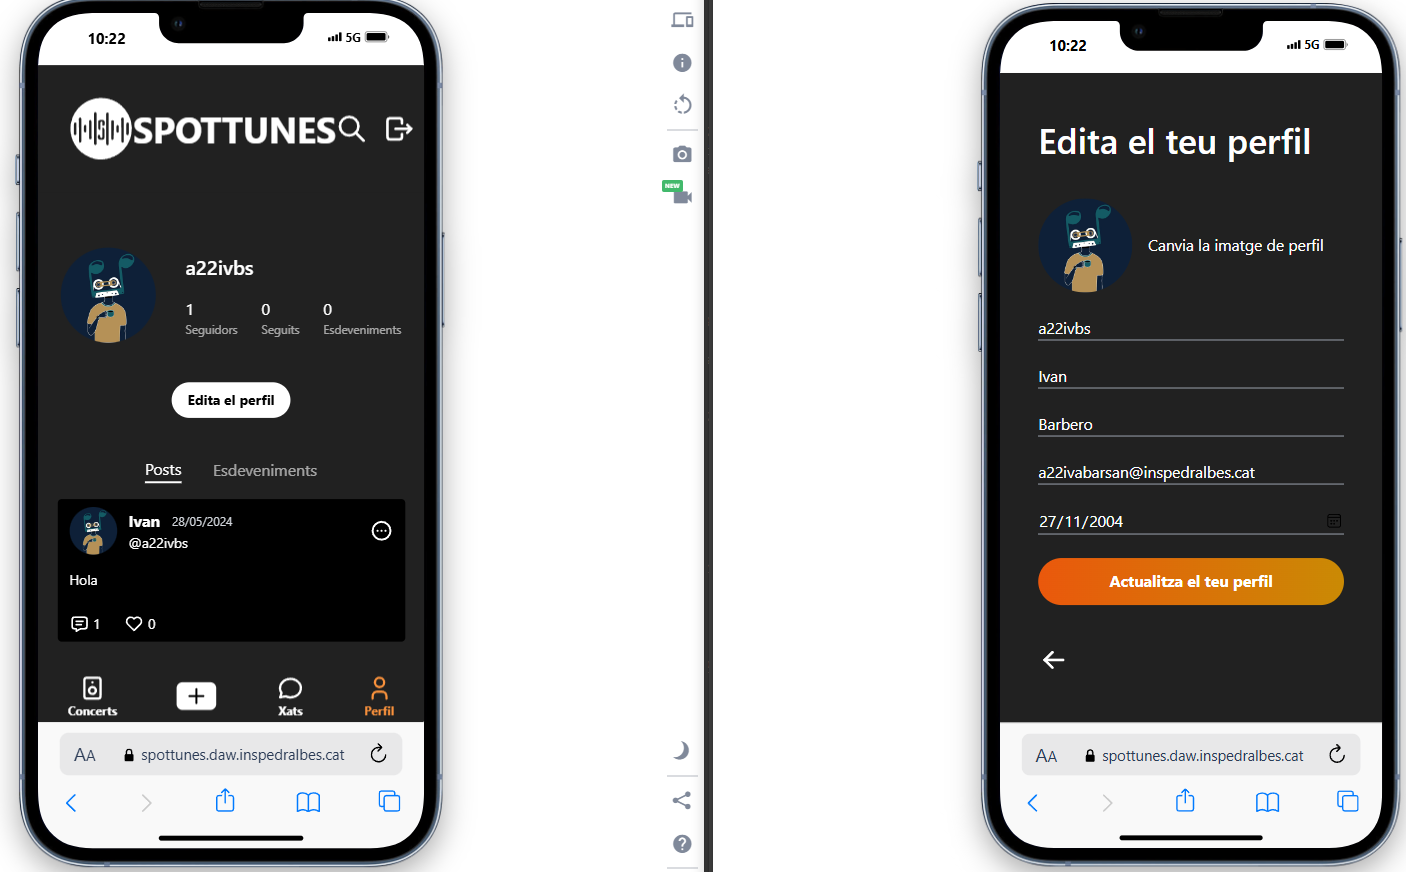 10:22
5G
SPOTTUNES
a22ivbs
1 0 0
Seguidors Seguits Esdeveniments
Edita el perfil
Posts Esdeveniments
Ivan 28/05/2024
@a22ivbs
Hola
1 0
Concerts Xats Perfil
AA spottunes.daw.inspedralbes.cat
NEW
10:22
5G
Edita el teu perfil
Canvia la imatge de perfil
a22ivbs
Ivan
Barbero
a22ivabarsan@inspedralbes.cat
27/11/2004
Actualitza el teu perfil
AA spottunes.daw.inspedralbes.cat